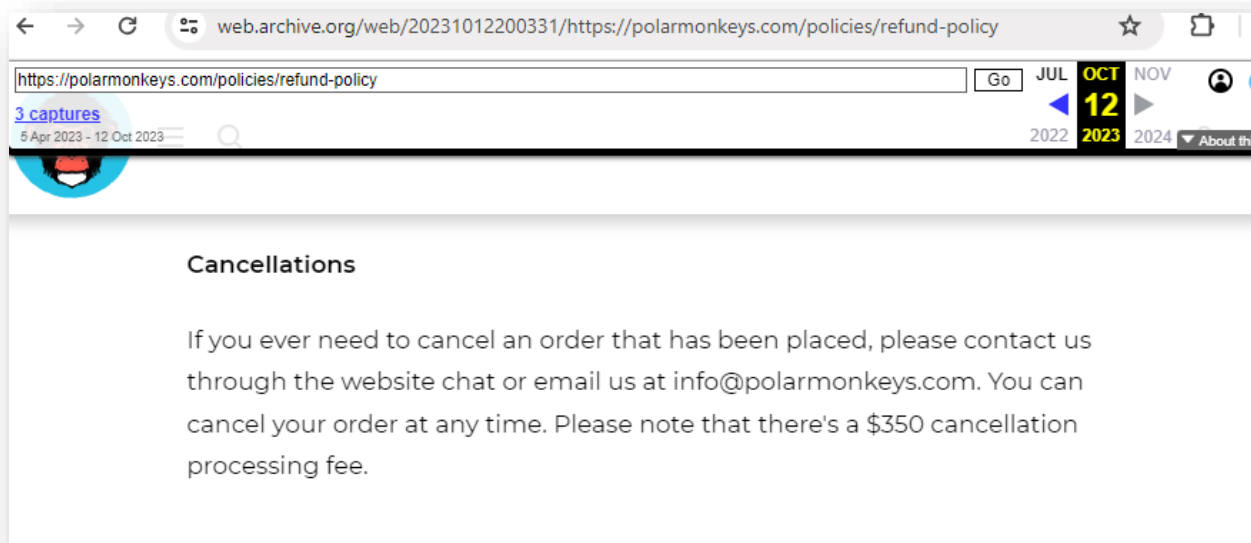 web.archive.org/web/20231012200331/https://polarmonkeys.com/policies/refund-policy
https://polarmonkeys.com/policies/refund-policy
Go
JUL OCT NOV
3 captures
12
5 Apr 2023 - 12 Oct 2023
2022 2023 2024
About
Cancellations
If you ever need to cancel an order that has been placed, please contact us
through the website chat or email us at info@polarmonkeys.com. You can
cancel your order at any time. Please note that there's a $350 cancellation
processing fee.